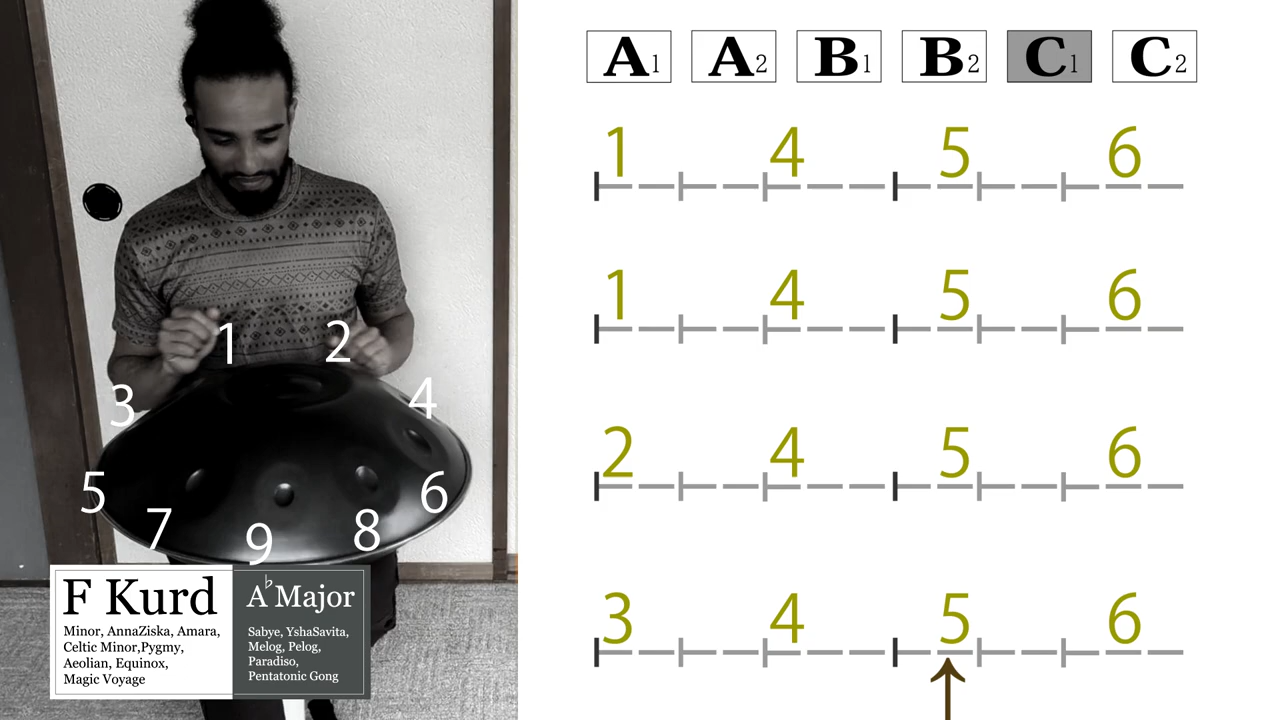 A1 A2 B1 B2 C1 C2
1 4 5 6
1 4 5 6
2 4 5 6
3 4 5 6
1 2
3 4
5 6
7 9 8
F Kurd
Minor, AnnaZiska, Amara,
Celtic Minor,Pygmy,
Aeolian, Equinox,
Magic Voyage
A♭ Major
Sabye, YshaSavita,
Melog, Pelog,
Paradiso,
Pentatonic Gong